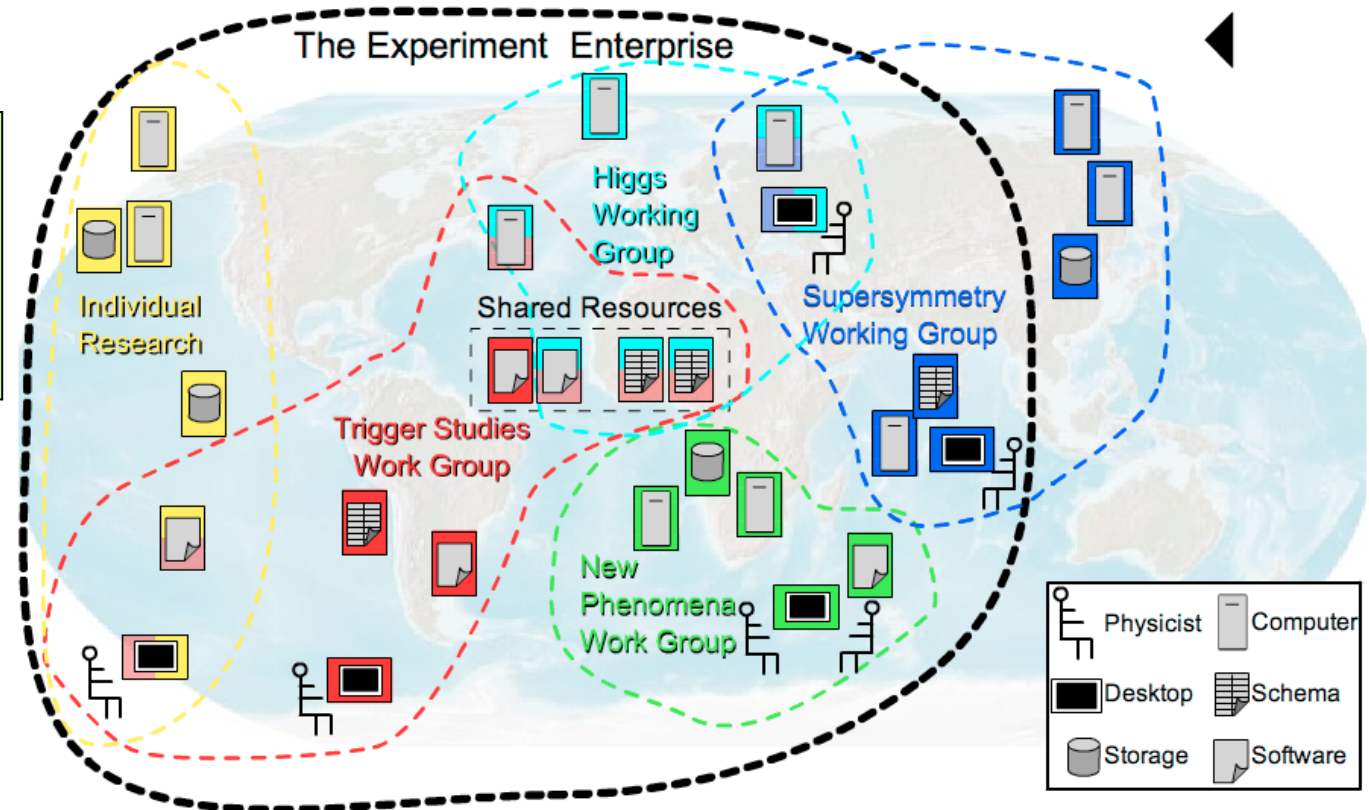 The Experiment Enterprise
Higgs
Working
Group
Individual
Research
Shared Resources
Supersymmetry
Working Group
Trigger Studies
Work Group
New
Phenomena
Work Group
Physicist
Computer
Desktop
Schema
Storage
Software